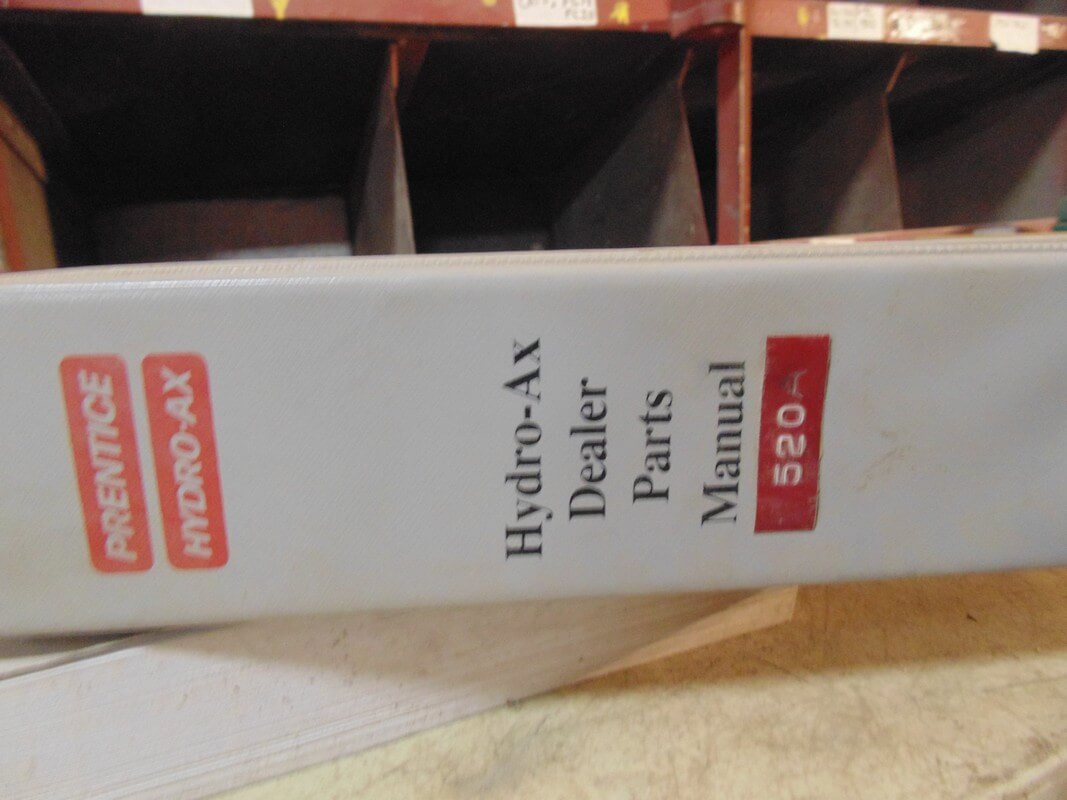 PRENTICE
HYDRO-AX
Hydro-Ax
Dealer
Parts
Manual
520A